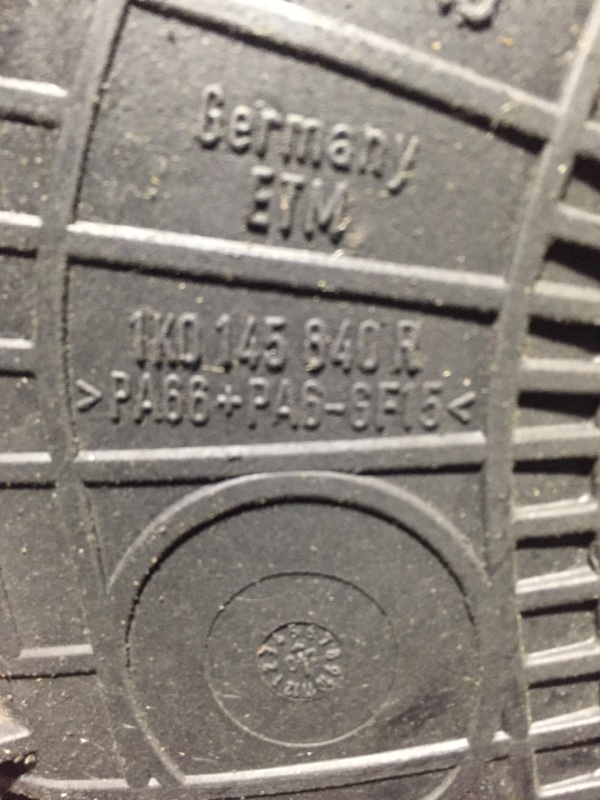 Germany
ETM
1K0 145 840 R
>PA66+PA6-GF15<